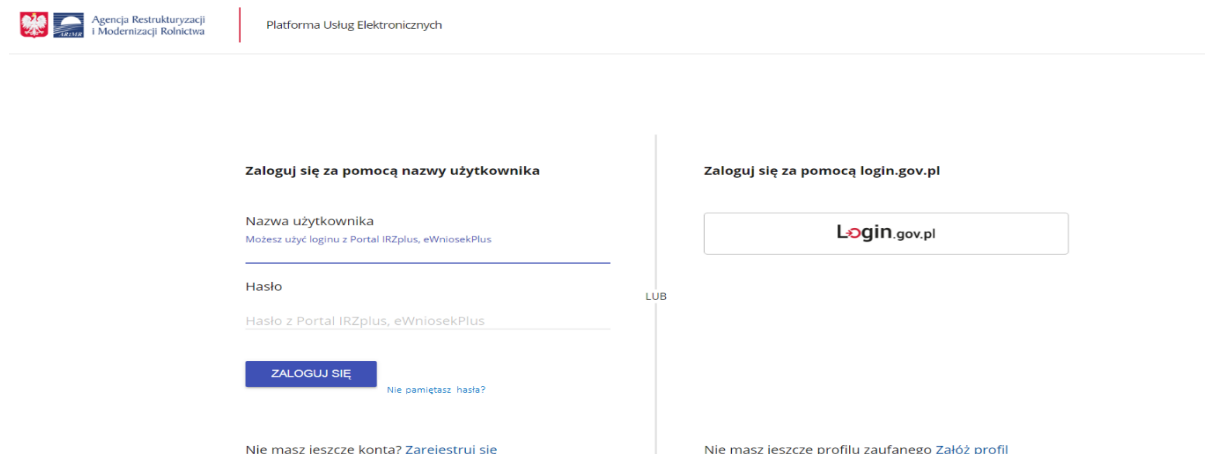 Agencja Restrukturyzacji
i Modernizacji Rolnictwa
Platforma Usług Elektronicznych
Zaloguj się za pomocą nazwy użytkownika
Nazwa użytkownika
Możesz użyć loginu z Portal IRZplus, eWniosekPlus
Hasło
Hasło z Portal IRZplus, eWniosekPlus
ZALOGUJ SIĘ
Nie pamiętasz hasła?
Nie masz jeszcze konta? Zarejestruj się
LUB
Zaloguj się za pomocą login.gov.pl
Login.gov.pl
Nie masz jeszcze profilu zaufanego Załóż profil